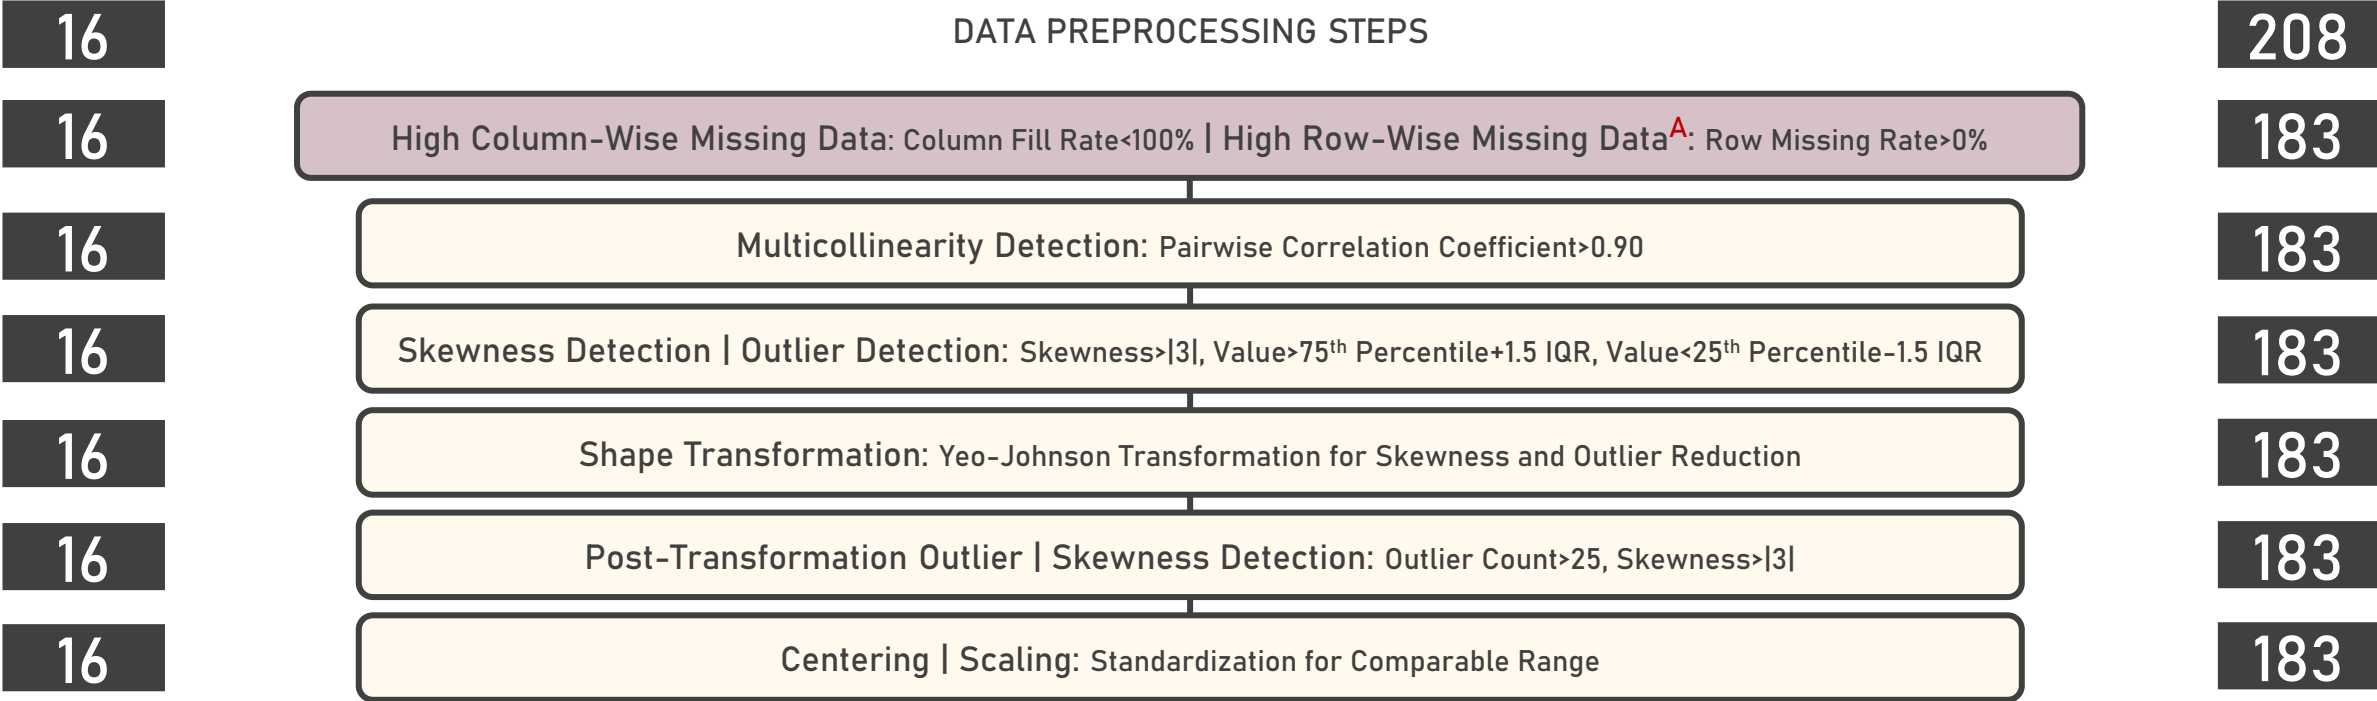 16 DATA PREPROCESSING STEPS 208
16 High Column-Wise Missing Data: Column Fill Rate<100% | High Row-Wise Missing Data^A: Row Missing Rate>0% 183
16 Multicollinearity Detection: Pairwise Correlation Coefficient>0.90 183
16 Skewness Detection | Outlier Detection: Skewness>|3|, Value>75th Percentile+1.5 IQR, Value<25th Percentile-1.5 IQR 183
16 Shape Transformation: Yeo-Johnson Transformation for Skewness and Outlier Reduction 183
16 Post-Transformation Outlier | Skewness Detection: Outlier Count>25, Skewness>|3| 183
16 Centering | Scaling: Standardization for Comparable Range 183